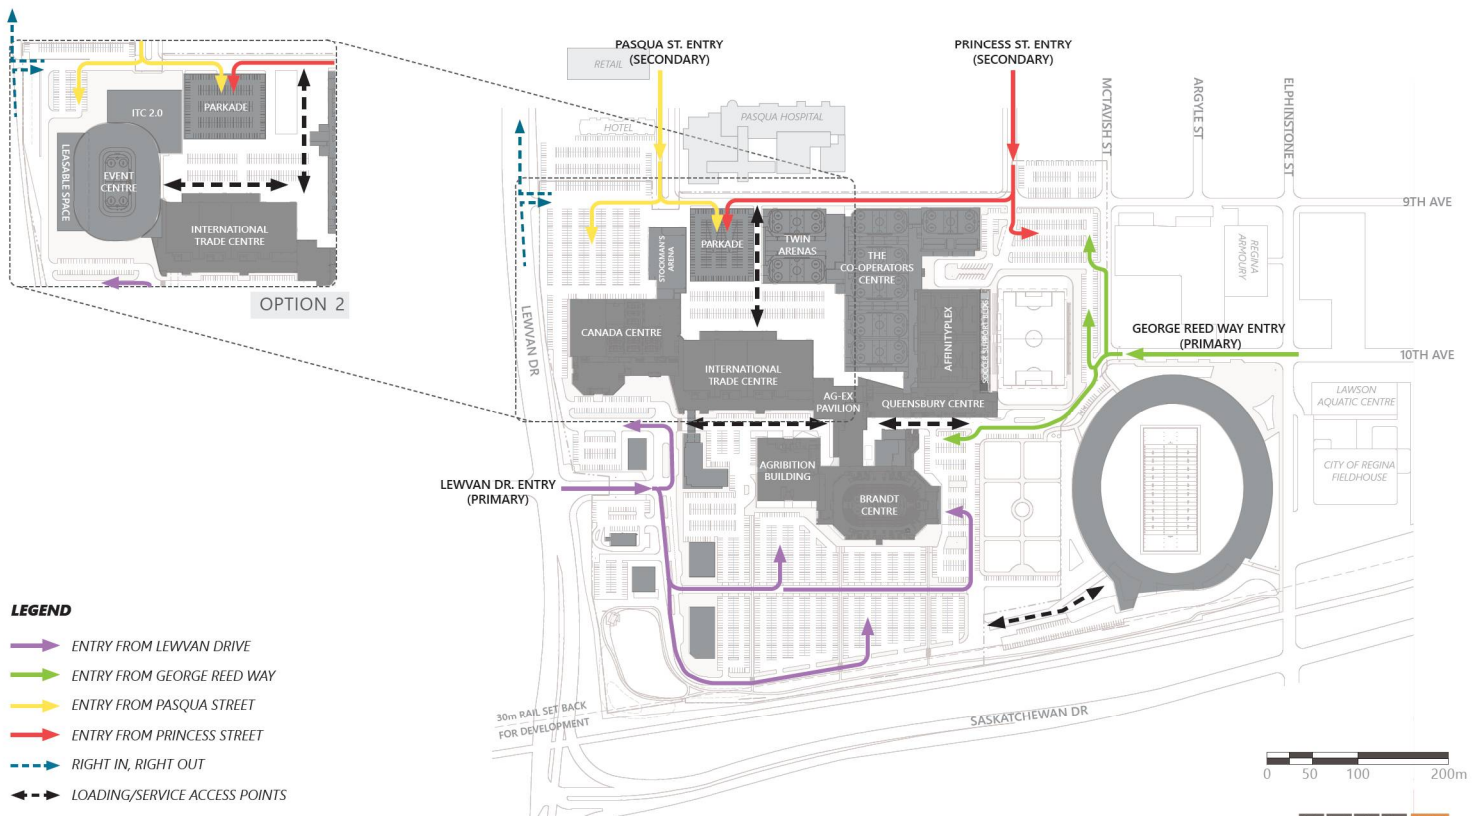 PASQUA ST. ENTRY
(SECONDARY)
PRINCESS ST. ENTRY
(SECONDARY)
RETAIL
HOTEL
PASQUA HOSPITAL
MCTAVISH ST
ARGYLE ST
ELPHINSTONE ST
9TH AVE
ITC 2.0
PARKADE
LEASABLE SPACE
EVENT
CENTRE
INTERNATIONAL
TRADE CENTRE
OPTION 2
STOCKMAN'S
ARENA
PARKADE
TWIN
ARENAS
THE
CO-OPERATORS
CENTRE
REGINA
ARMOURY
LEWVAN DR
CANADA CENTRE
INTERNATIONAL
TRADE CENTRE
AFFINITYPLEX
SOCCER SUPPORT BLDG
GEORGE REED WAY ENTRY
(PRIMARY)
10TH AVE
AG-EX
PAVILION
QUEENSBURY CENTRE
LAWSON
AQUATIC CENTRE
LEWVAN DR. ENTRY
(PRIMARY)
AGRIBITION
BUILDING
BRANDT
CENTRE
CITY OF REGINA
FIELDHOUSE
LEGEND
ENTRY FROM LEWVAN DRIVE
ENTRY FROM GEORGE REED WAY
ENTRY FROM PASQUA STREET
ENTRY FROM PRINCESS STREET
RIGHT IN, RIGHT OUT
LOADING/SERVICE ACCESS POINTS
30m RAIL SET BACK
FOR DEVELOPMENT
SASKATCHEWAN DR
0 50 100 200m